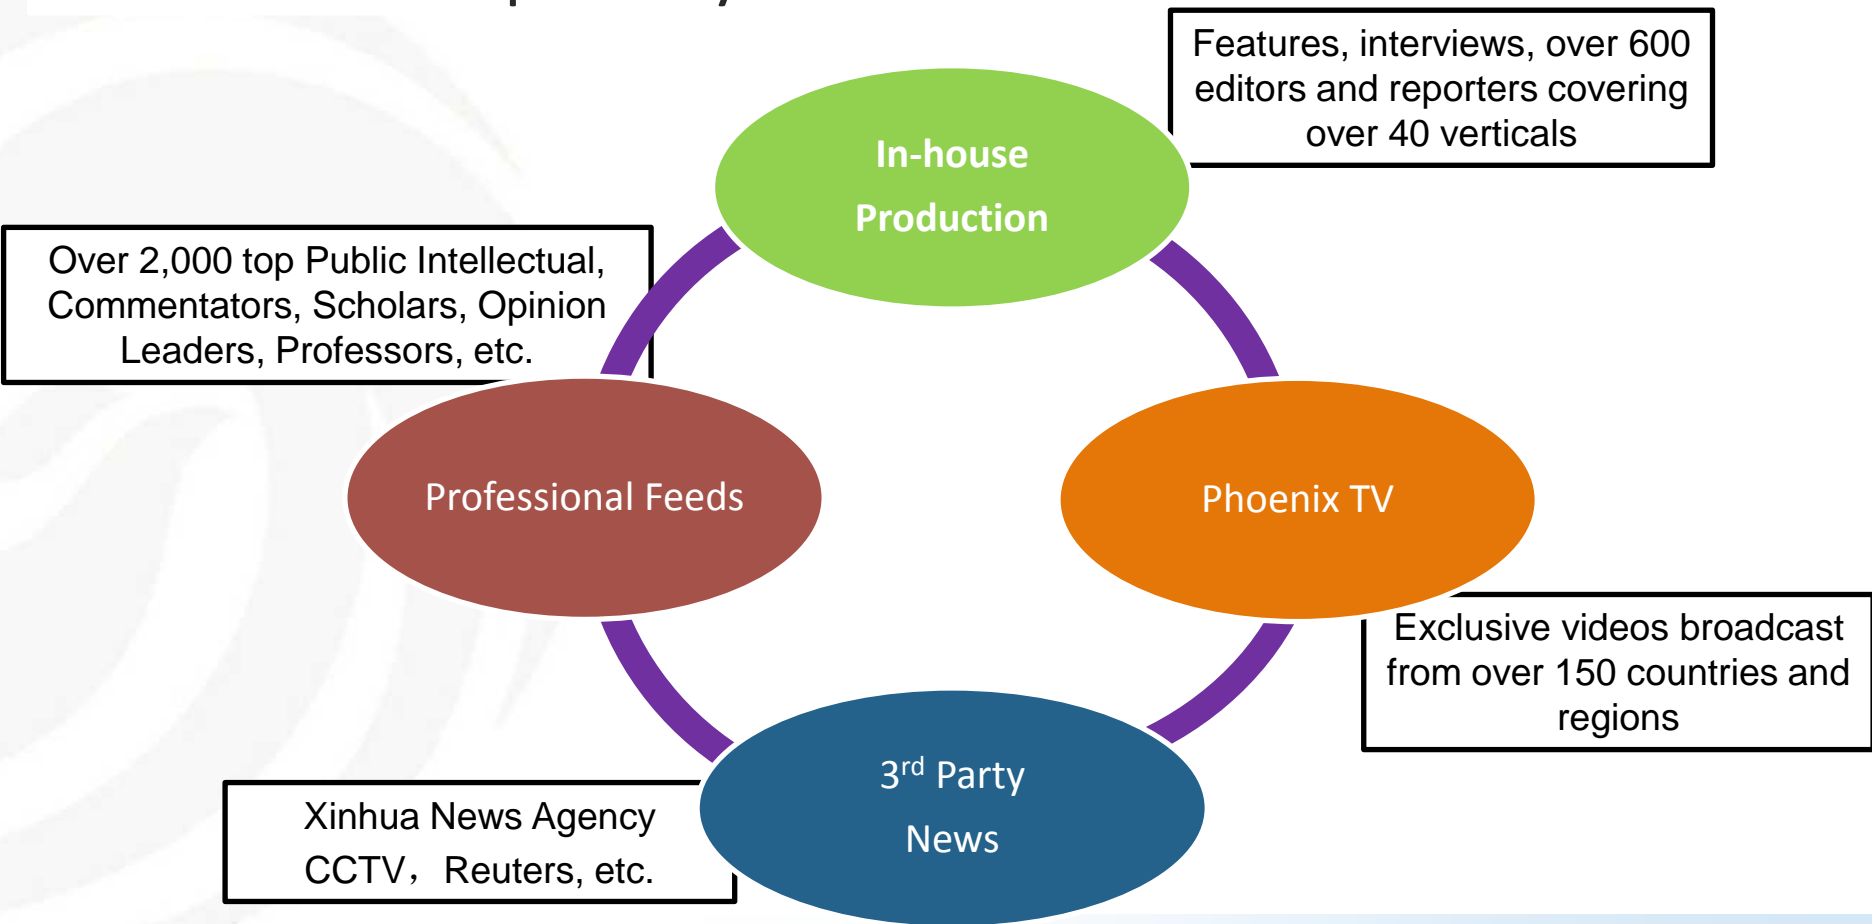 Features, interviews, over 600
editors and reporters covering
over 40 verticals
In-house
Production
Over 2,000 top Public Intellectual,
Commentators, Scholars, Opinion
Leaders, Professors, etc.
Professional Feeds
Phoenix TV
Exclusive videos broadcast
from over 150 countries and
regions
3rd Party
News
Xinhua News Agency
CCTV，Reuters, etc.